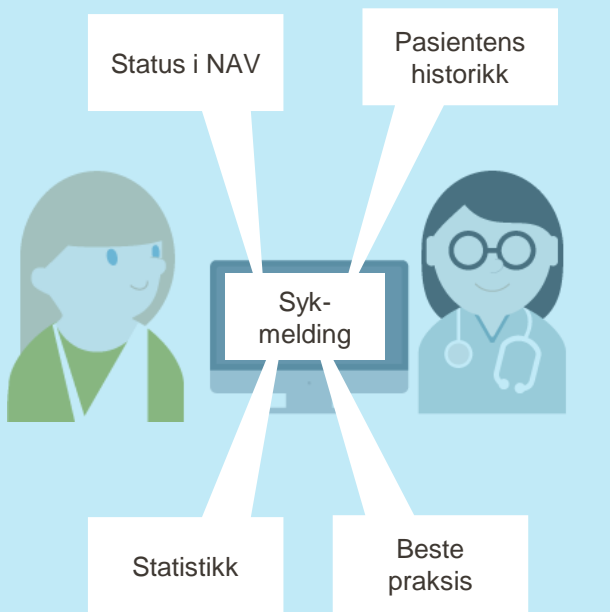 Status i NAV
Pasientens
historikk
Syk-
melding
Statistikk
Beste
praksis